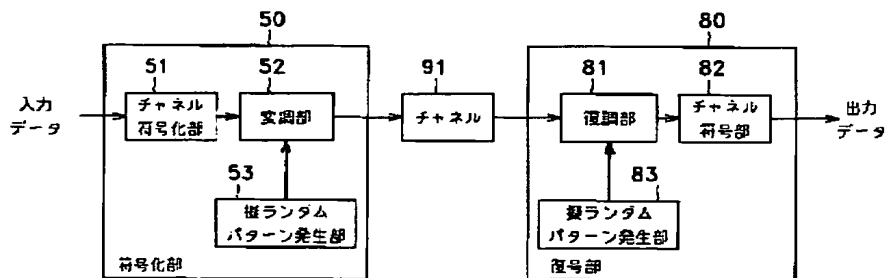 50
80
51
52
91
81
82
入力
データ
チャネル
符号化部
変調部
チャネル
復調部
チャネル
符号部
出力
データ
53
83
擬ランダム
パターン発生部
擬ランダム
パターン発生部
符号化部
復号部